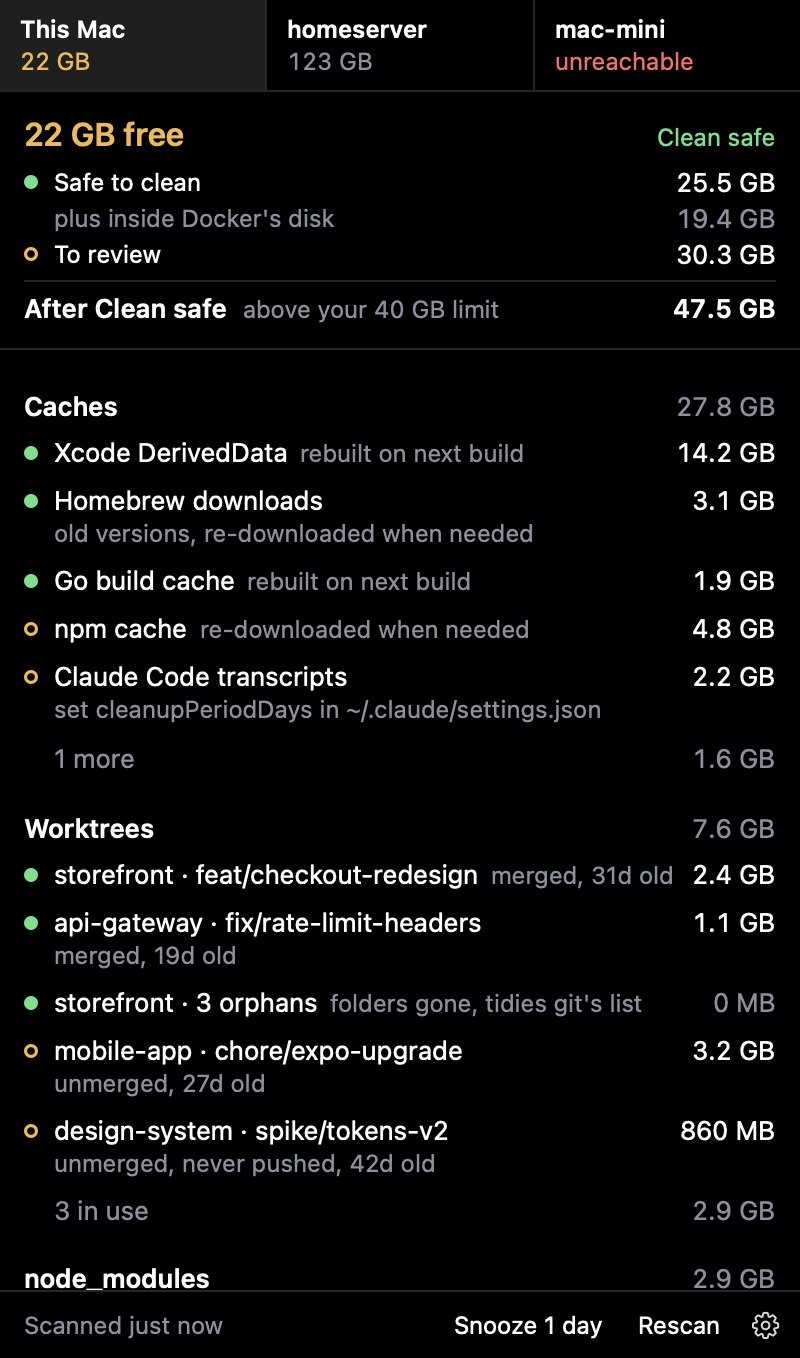 This Mac
22 GB
homeserver
123 GB
mac-mini
unreachable
22 GB free
Clean safe
Safe to clean 25.5 GB
plus inside Docker's disk 19.4 GB
To review 30.3 GB
After Clean safe above your 40 GB limit 47.5 GB
Caches 27.8 GB
Xcode DerivedData rebuilt on next build 14.2 GB
Homebrew downloads 3.1 GB
old versions, re-downloaded when needed
Go build cache rebuilt on next build 1.9 GB
npm cache re-downloaded when needed 4.8 GB
Claude Code transcripts 2.2 GB
set cleanupPeriodDays in ~/.claude/settings.json
1 more 1.6 GB
Worktrees 7.6 GB
storefront · feat/checkout-redesign merged, 31d old 2.4 GB
api-gateway · fix/rate-limit-headers 1.1 GB
merged, 19d old
storefront · 3 orphans folders gone, tidies git's list 0 MB
mobile-app · chore/expo-upgrade 3.2 GB
unmerged, 27d old
design-system · spike/tokens-v2 860 MB
unmerged, never pushed, 42d old
3 in use 2.9 GB
node_modules 2.9 GB
Scanned just now Snooze 1 day Rescan